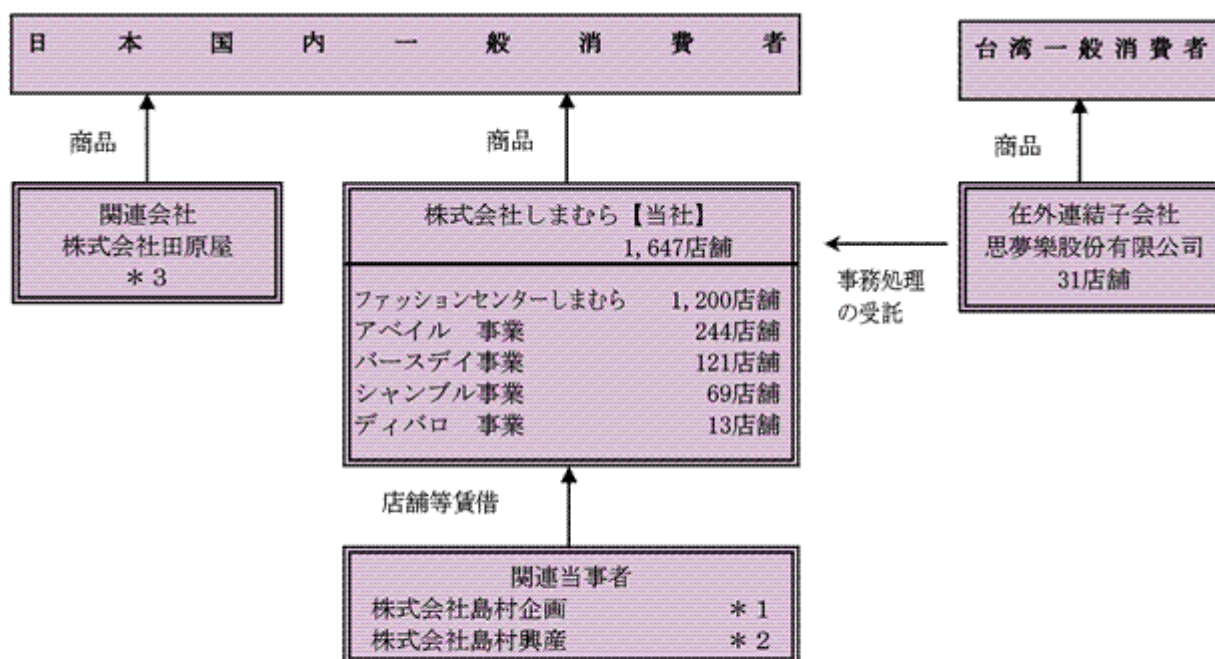 日本国内一般消費者
台湾一般消費者
商品
商品
商品
関連会社
株式会社田原屋
＊3
株式会社しまむら【当社】
1,647店舗
ファッションセンターしまむら 1,200店舗
アベイル 事業 244店舗
バースデイ事業 121店舗
シャンブル事業 69店舗
ディバロ 事業 13店舗
在外連結子会社
思夢樂股份有限公司
31店舗
事務処理
の受託
店舗等賃借
関連当事者
株式会社島村企画 ＊1
株式会社島村興産 ＊2